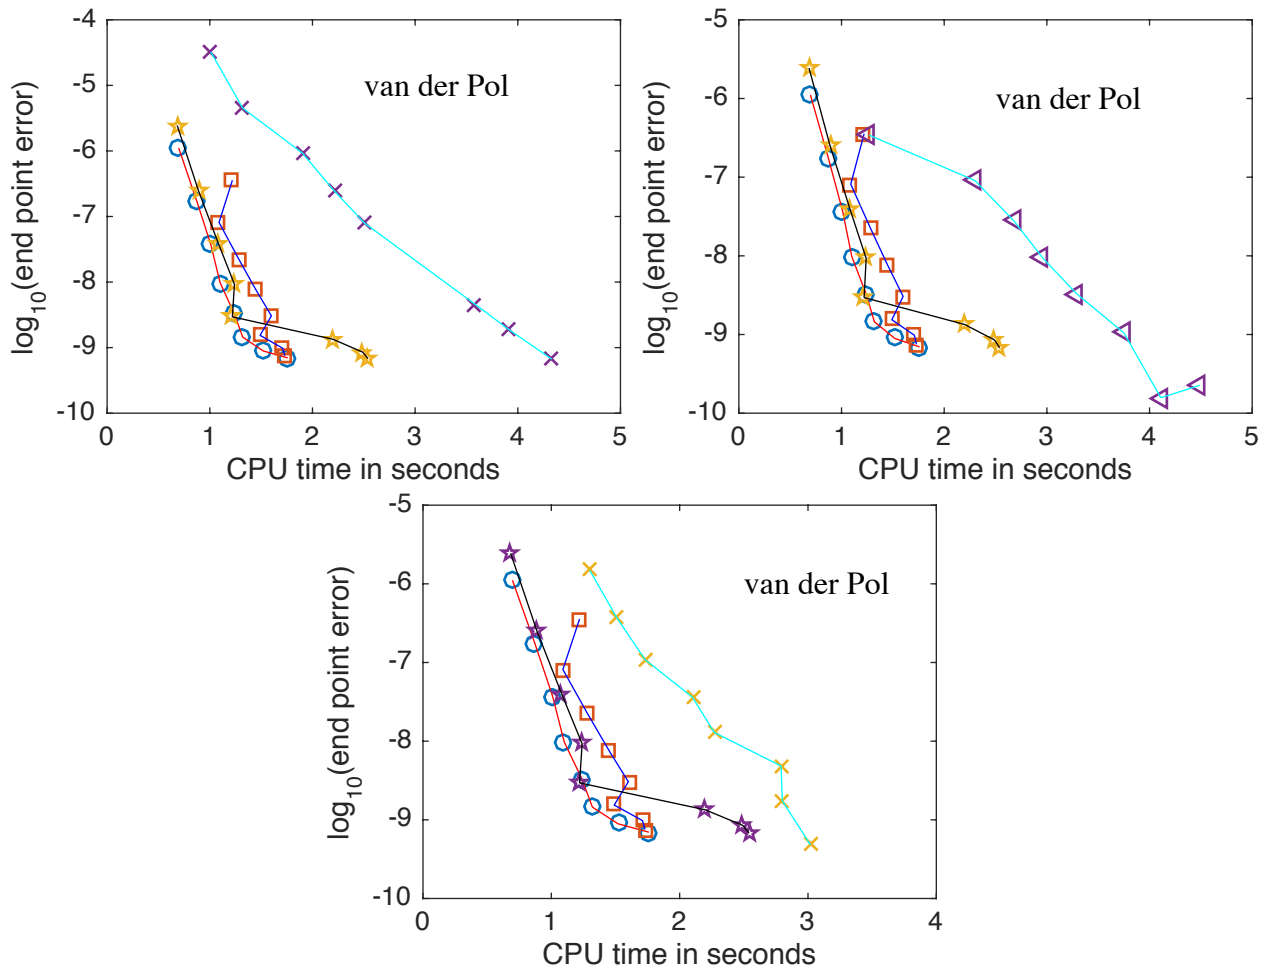 -4
-5
-6
-7
-8
-9
-10
0 1 2 3 4 5
log10(end point error)
CPU time in seconds
van der Pol
-5
-6
-7
-8
-9
-10
0 1 2 3 4 5
log10(end point error)
CPU time in seconds
van der Pol
-5
-6
-7
-8
-9
-10
0 1 2 3 4
log10(end point error)
CPU time in seconds
van der Pol